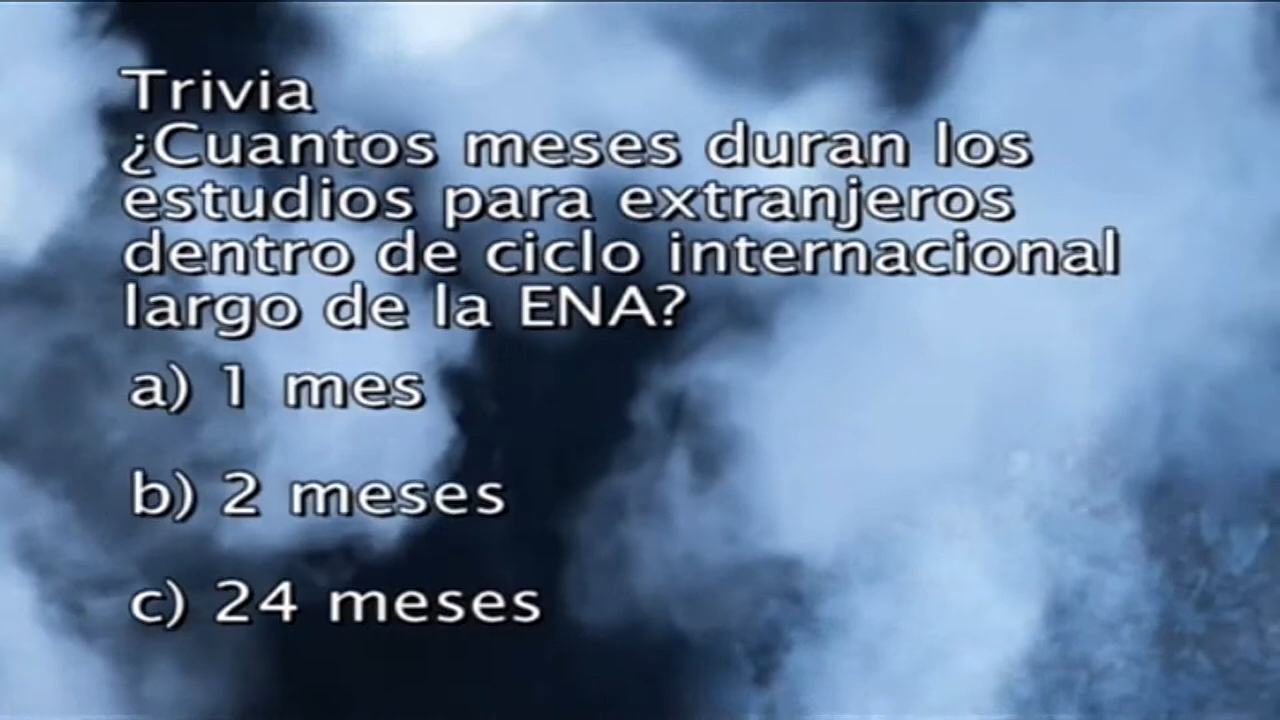 Trivia
¿Cuantos meses duran los
estudios para extranjeros
dentro de ciclo internacional
largo de la ENA?
a) 1 mes
b) 2 meses
c) 24 meses